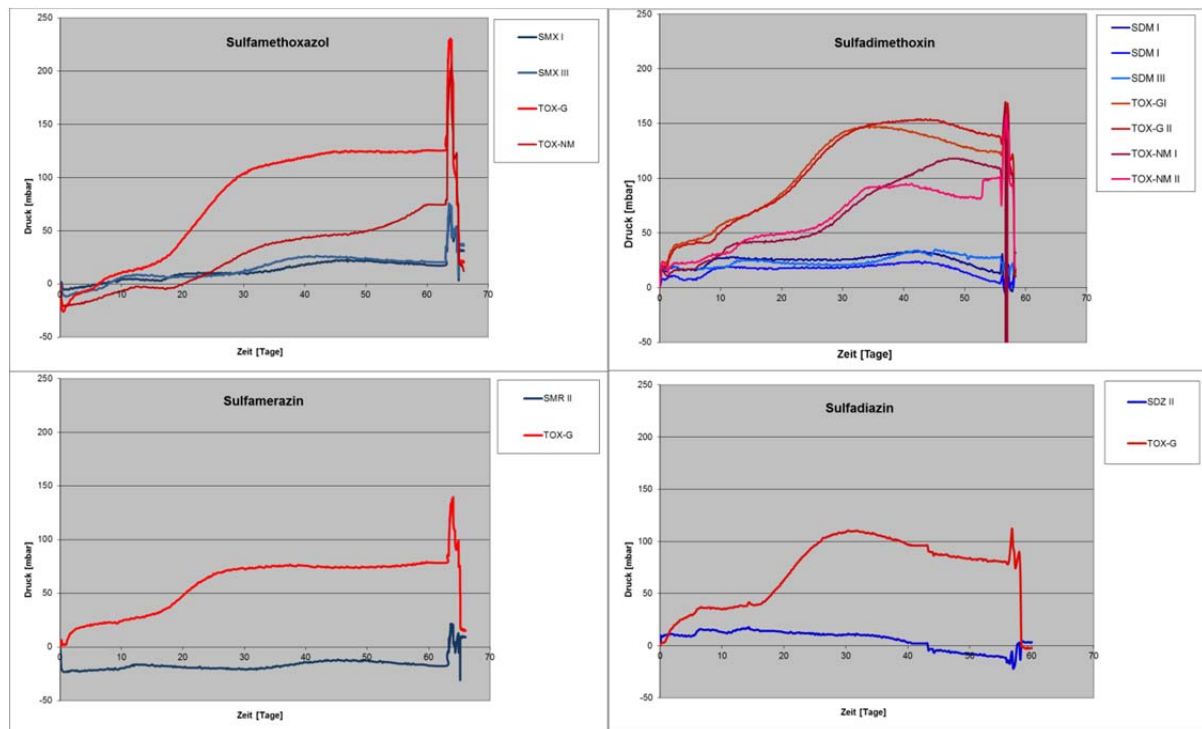 Sulfamethoxazol
Druck [mbar]
250
200
150
100
50
0
-50
0 10 20 30 40 50 60 70
Zeit [Tage]
SMX I
SMX III
TOX-G
TOX-NM
Sulfadimethoxin
Druck [mbar]
250
200
150
100
50
0
-50
0 10 20 30 40 50 60 70
Zeit [Tage]
SDM I
SDM I
SDM III
TOX-GI
TOX-G II
TOX-NM I
TOX-NM II
Sulfamerazin
Druck [mbar]
250
200
150
100
50
0
-50
0 10 20 30 40 50 60 70
Zeit [Tage]
SMR II
TOX-G
Sulfadiazin
Druck [mbar]
250
200
150
100
50
0
-50
0 10 20 30 40 50 60 70
Zeit [Tage]
SDZ II
TOX-G